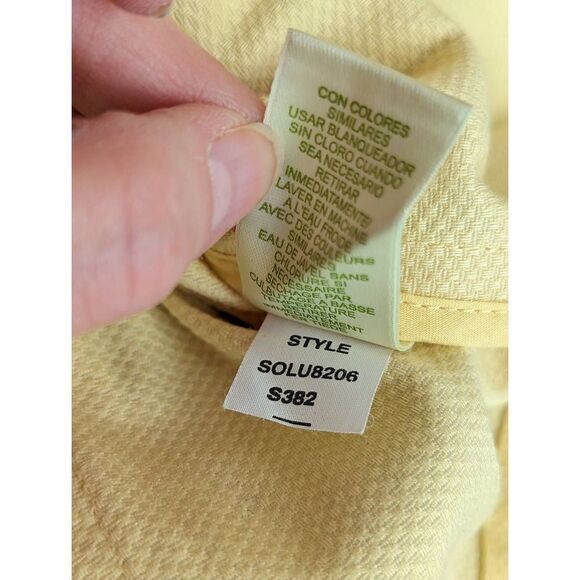 CON COLORES
SIMILARES
USAR BLANQUEADOR
SIN CLORO CUANDO
SEA NECESARIO
RETIRAR
INMEDIATAMENTE
LAVER EN MACHINE
A L'EAU FROIDE
AVEC DES COULEURS
SIMILAIRES
EAU DE JAVEL SANS
CHLORURE SI
NECESSAIRE
SECHAGE PAR
CULBUTAGE A BASSE
TEMPERATURE
RETIRER
STYLE
SOLU8206
S382